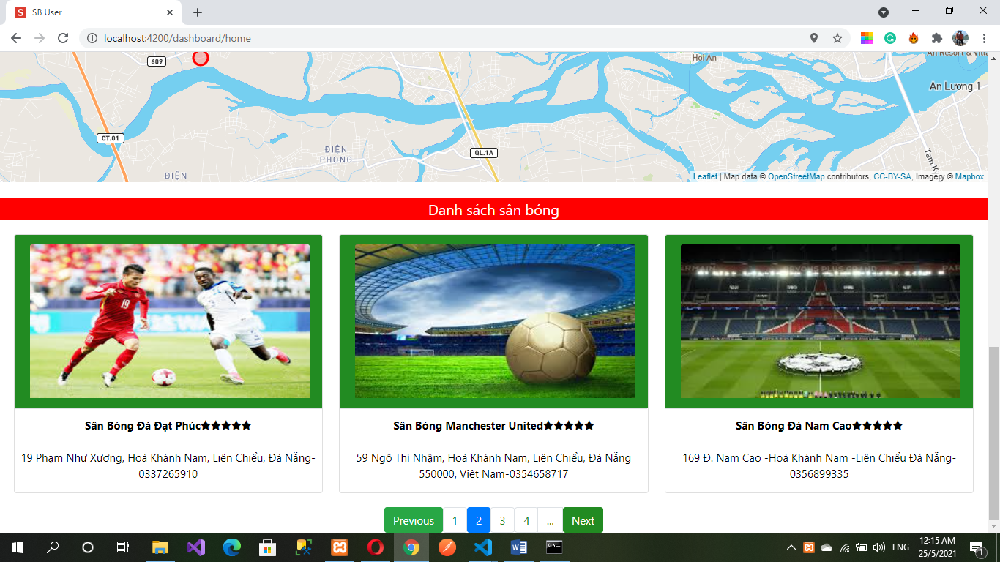 SB User
localhost:4200/dashboard/home
609
Hoi An
An Lương 1
CT.01
ĐIỆN
PHONG
QL.1A
Tam K
ĐIỆN
Leaflet | Map data © OpenStreetMap contributors, CC-BY-SA, Imagery © Mapbox
Danh sách sân bóng
19
Sân Bóng Đá Đạt Phúc★★★★★
19 Phạm Như Xương, Hoà Khánh Nam, Liên Chiểu, Đà Nẵng-
0337265910
Sân Bóng Manchester United★★★★★
59 Ngô Thì Nhậm, Hoà Khánh Nam, Liên Chiểu, Đà Nẵng
550000, Việt Nam-0354658717
Sân Bóng Đá Nam Cao★★★★★
169 Đ. Nam Cao -Hoà Khánh Nam -Liên Chiểu Đà Nẵng-
0356899335
Previous 1 2 3 4 ... Next
ENG
12:15 AM
25/5/2021
1